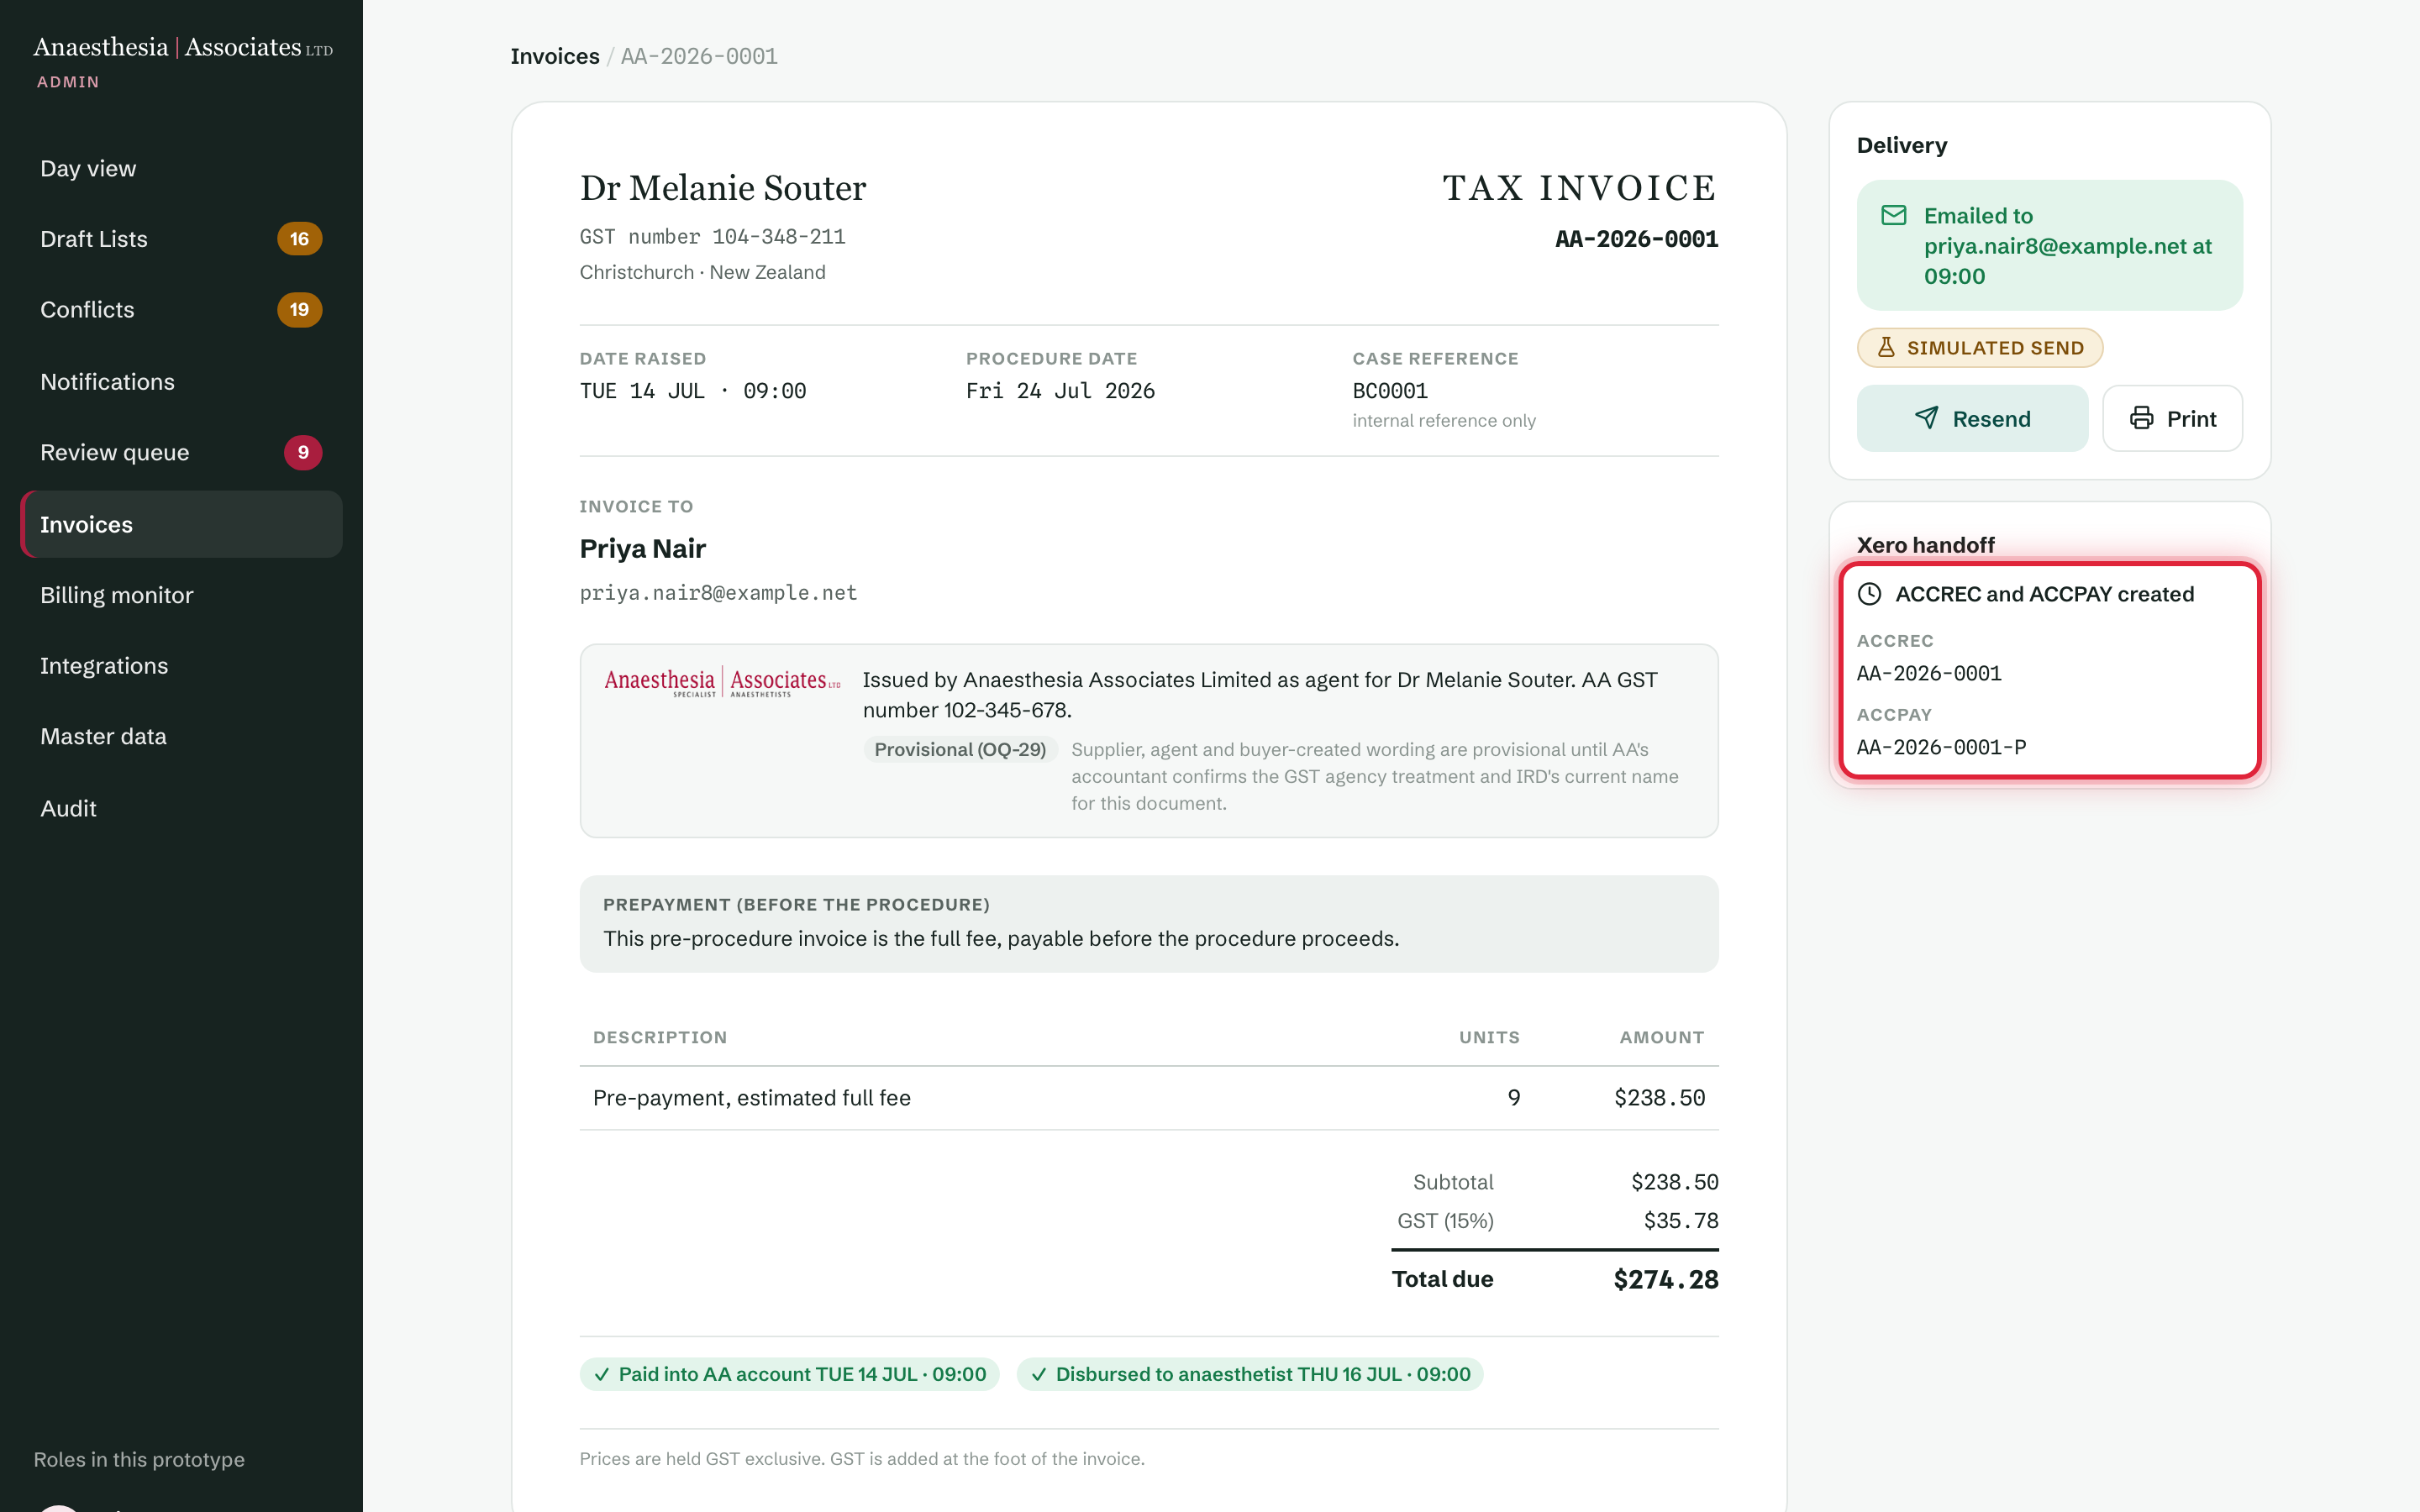 Anaesthesia | Associates LTD
ADMIN
Day view
Draft Lists 16
Conflicts 19
Notifications
Review queue 9
Invoices
Billing monitor
Integrations
Master data
Audit
Roles in this prototype
Invoices / AA-2026-0001
Dr Melanie Souter
GST number 104-348-211
Christchurch · New Zealand
TAX INVOICE
AA-2026-0001
DATE RAISED
TUE 14 JUL · 09:00
PROCEDURE DATE
Fri 24 Jul 2026
CASE REFERENCE
BC0001
internal reference only
INVOICE TO
Priya Nair
priya.nair8@example.net
Anaesthesia | Associates LTD
SPECIALIST ANAESTHETISTS
Issued by Anaesthesia Associates Limited as agent for Dr Melanie Souter. AA GST
number 102-345-678.
Provisional (OQ-29)
Supplier, agent and buyer-created wording are provisional until AA's
accountant confirms the GST agency treatment and IRD's current name
for this document.
PREPAYMENT (BEFORE THE PROCEDURE)
This pre-procedure invoice is the full fee, payable before the procedure proceeds.
DESCRIPTION UNITS AMOUNT
Pre-payment, estimated full fee 9 $238.50
Subtotal $238.50
GST (15%) $35.78
Total due $274.28
Paid into AA account TUE 14 JUL · 09:00
Disbursed to anaesthetist THU 16 JUL · 09:00
Prices are held GST exclusive. GST is added at the foot of the invoice.
Delivery
Emailed to
priya.nair8@example.net at
09:00
SIMULATED SEND
Resend
Print
Xero handoff
ACCREC and ACCPAY created
ACCREC
AA-2026-0001
ACCPAY
AA-2026-0001-P